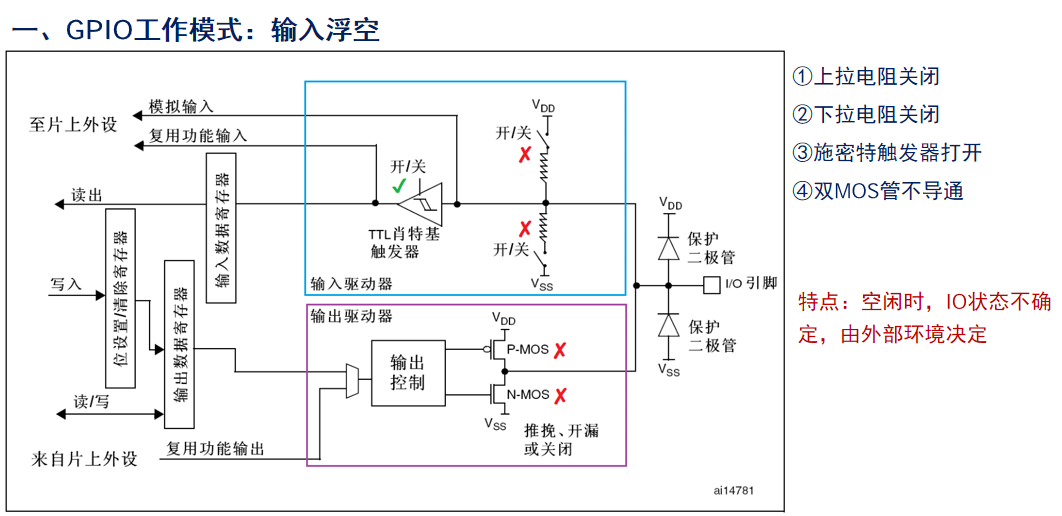 一、GPIO工作模式：输入浮空
①上拉电阻关闭
②下拉电阻关闭
③施密特触发器打开
④双MOS管不导通
特点：空闲时，IO状态不确
定，由外部环境决定
至片上外设
模拟输入
复用功能输入
读出
输入数据寄存器
开/关
TTL肖特基
触发器
VDD
开/关
开/关
VSS
输入驱动器
VDD
保护
二极管
I/O 引脚
保护
二极管
VSS
写入
位设置/清除寄存器
输出数据寄存器
读/写
来自片上外设
复用功能输出
输出驱动器
输出
控制
VDD
P-MOS
N-MOS
VSS
推挽、开漏
或关闭
ai14781